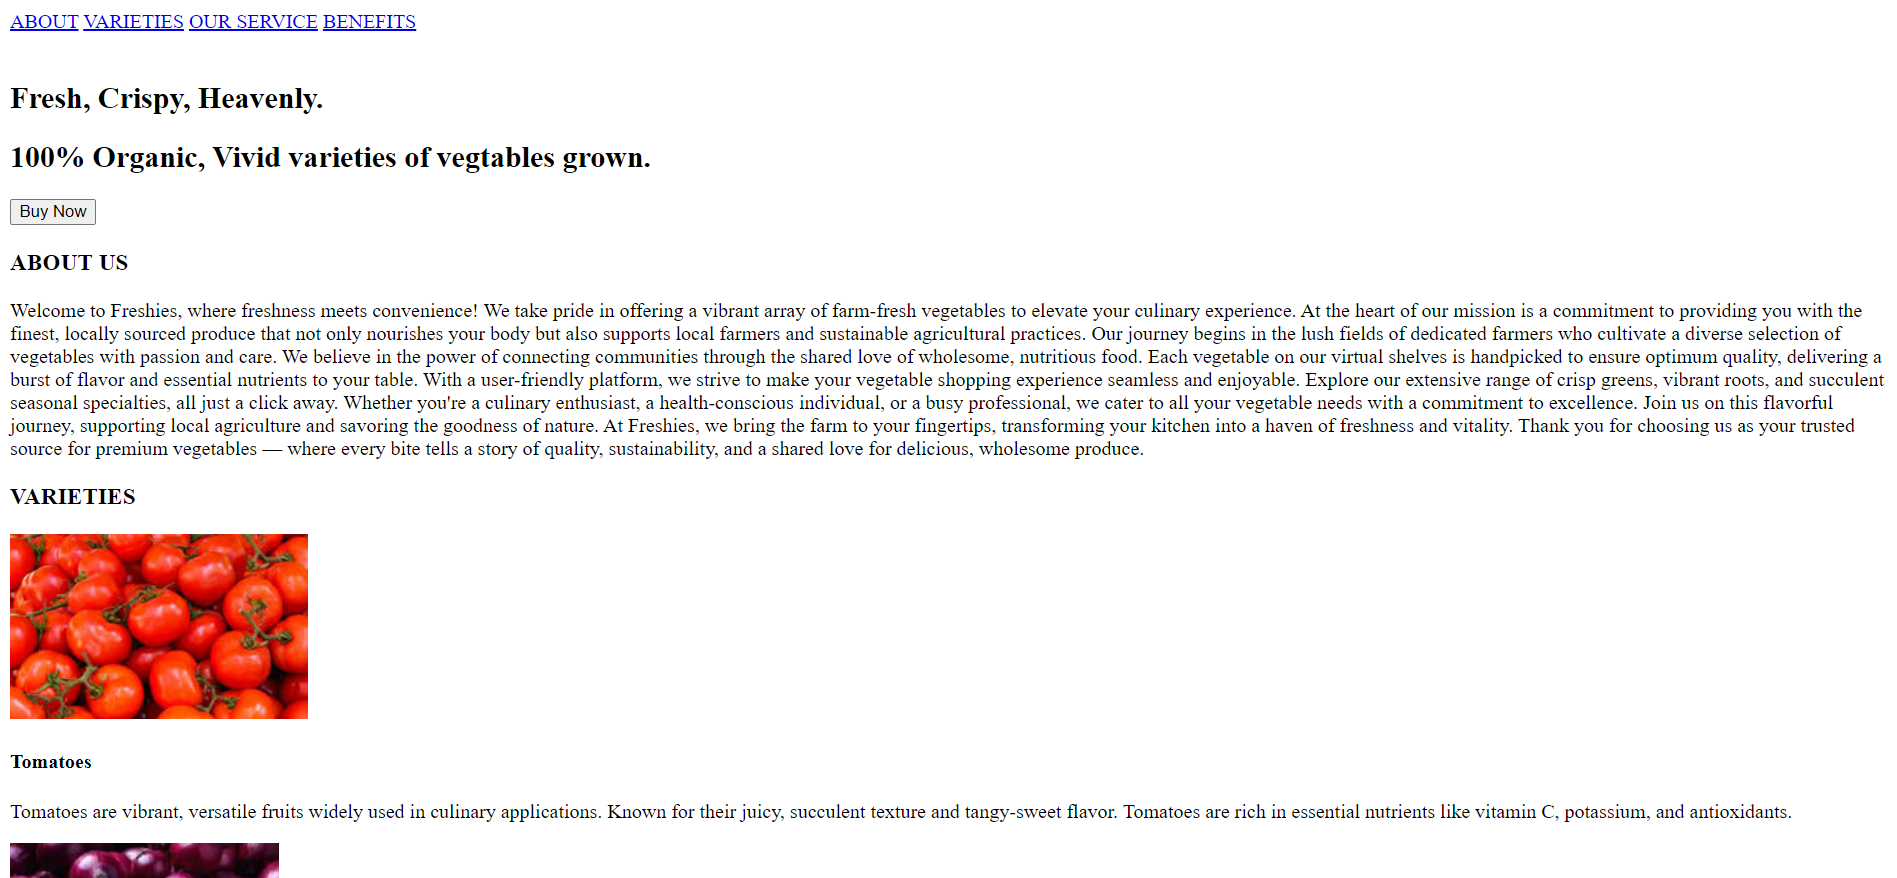 ABOUT VARIETIES OUR SERVICE BENEFITS
Fresh, Crispy, Heavenly.
100% Organic, Vivid varieties of vegtables grown.
Buy Now
ABOUT US
Welcome to Freshies, where freshness meets convenience! We take pride in offering a vibrant array of farm-fresh vegetables to elevate your culinary experience. At the heart of our mission is a commitment to providing you with the
finest, locally sourced produce that not only nourishes your body but also supports local farmers and sustainable agricultural practices. Our journey begins in the lush fields of dedicated farmers who cultivate a diverse selection of
vegetables with passion and care. We believe in the power of connecting communities through the shared love of wholesome, nutritious food. Each vegetable on our virtual shelves is handpicked to ensure optimum quality, delivering a
burst of flavor and essential nutrients to your table. With a user-friendly platform, we strive to make your vegetable shopping experience seamless and enjoyable. Explore our extensive range of crisp greens, vibrant roots, and succulent
seasonal specialties, all just a click away. Whether you're a culinary enthusiast, a health-conscious individual, or a busy professional, we cater to all your vegetable needs with a commitment to excellence. Join us on this flavorful
journey, supporting local agriculture and savoring the goodness of nature. At Freshies, we bring the farm to your fingertips, transforming your kitchen into a haven of freshness and vitality. Thank you for choosing us as your trusted
source for premium vegetables — where every bite tells a story of quality, sustainability, and a shared love for delicious, wholesome produce.
VARIETIES
Tomatoes
Tomatoes are vibrant, versatile fruits widely used in culinary applications. Known for their juicy, succulent texture and tangy-sweet flavor. Tomatoes are rich in essential nutrients like vitamin C, potassium, and antioxidants.